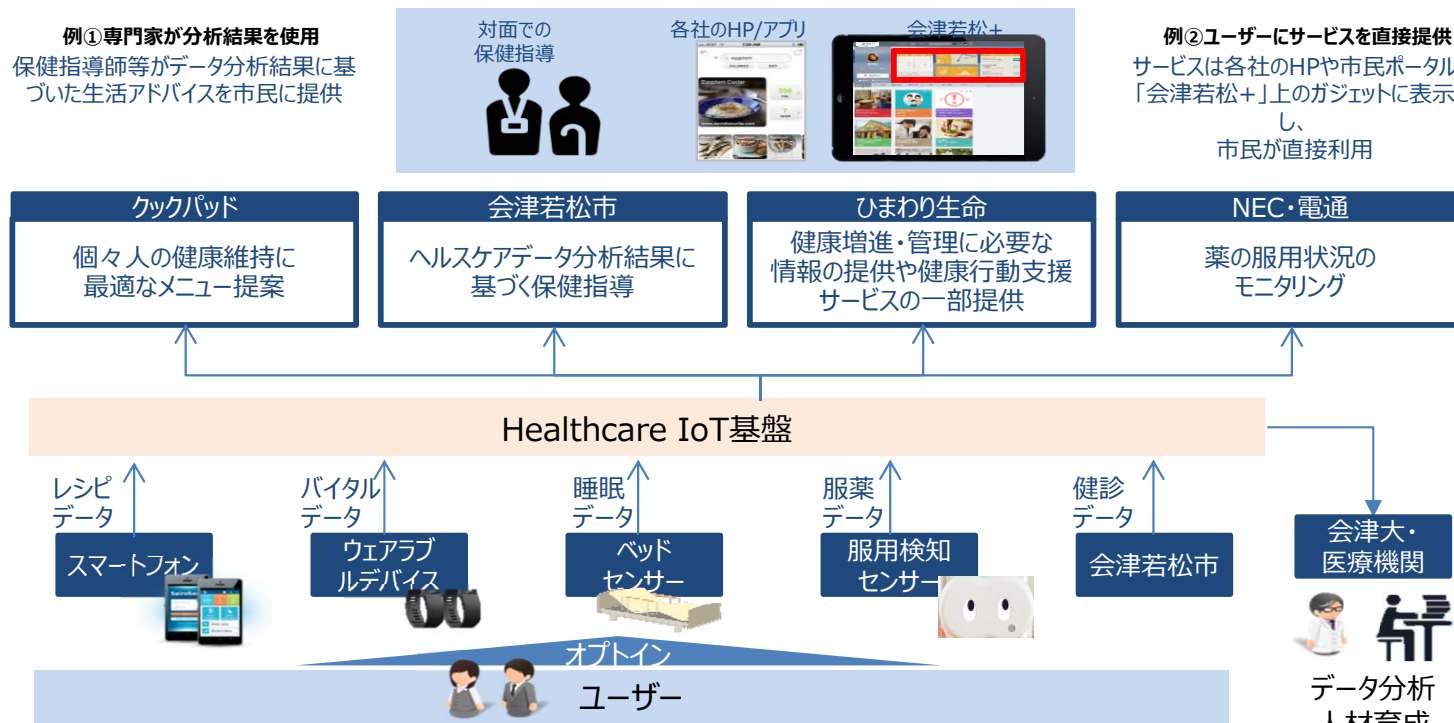 例①専門家が分析結果を使用
保健指導師等がデータ分析結果に基
づいた生活アドバイスを市民に提供
対面での
保健指導
各社のHP/アプリ
会津若松+
例②ユーザーにサービスを直接提供
サービスは各社のHPや市民ポータル
「会津若松+」上のガジェットに表示
し、
市民が直接利用
クックパッド
個々人の健康維持に
最適なメニュー提案
会津若松市
ヘルスケアデータ分析結果に
基づく保健指導
ひまわり生命
健康増進・管理に必要な
情報の提供や健康行動支援
サービスの一部提供
NEC・電通
薬の服用状況の
モニタリング
Healthcare IoT基盤
レシピ
データ
バイタル
データ
睡眠
データ
服薬
データ
健診
データ
スマートフォン
ウェアラブ
ルデバイス
ベッド
センサー
服用検知
センサー
会津若松市
会津大・
医療機関
オプトイン
ユーザー
データ分析
人材育成